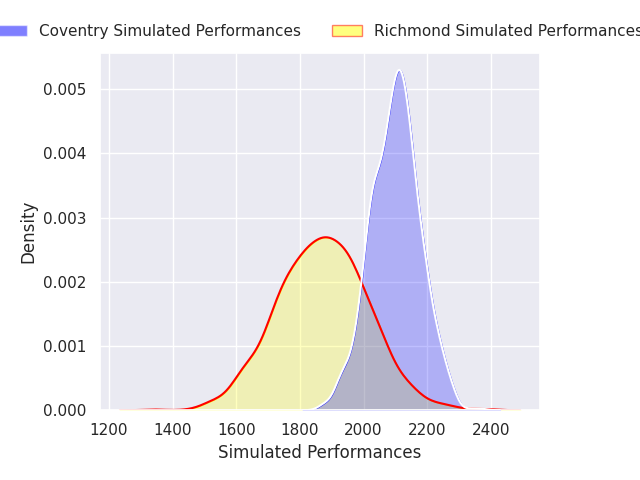 Coventry Simulated Performances
Richmond Simulated Performances
0.005
0.004
0.003
0.002
0.001
0.000
Density
1200 1400 1600 1800 2000 2200 2400
Simulated Performances